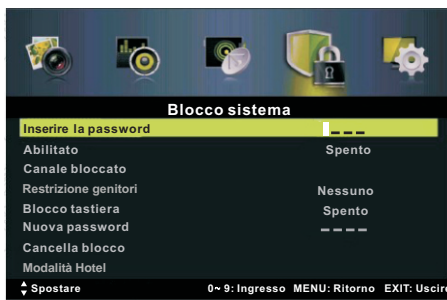 Blocco sistema
Inserire la password _ _ _
Abilitato Spento
Canale bloccato
Restrizione genitori Nessuno
Blocco tastiera Spento
Nuova password _ _ _ _
Cancella blocco
Modalità Hotel
Spostare 0~ 9: Ingresso MENU: Ritorno EXIT: Uscire